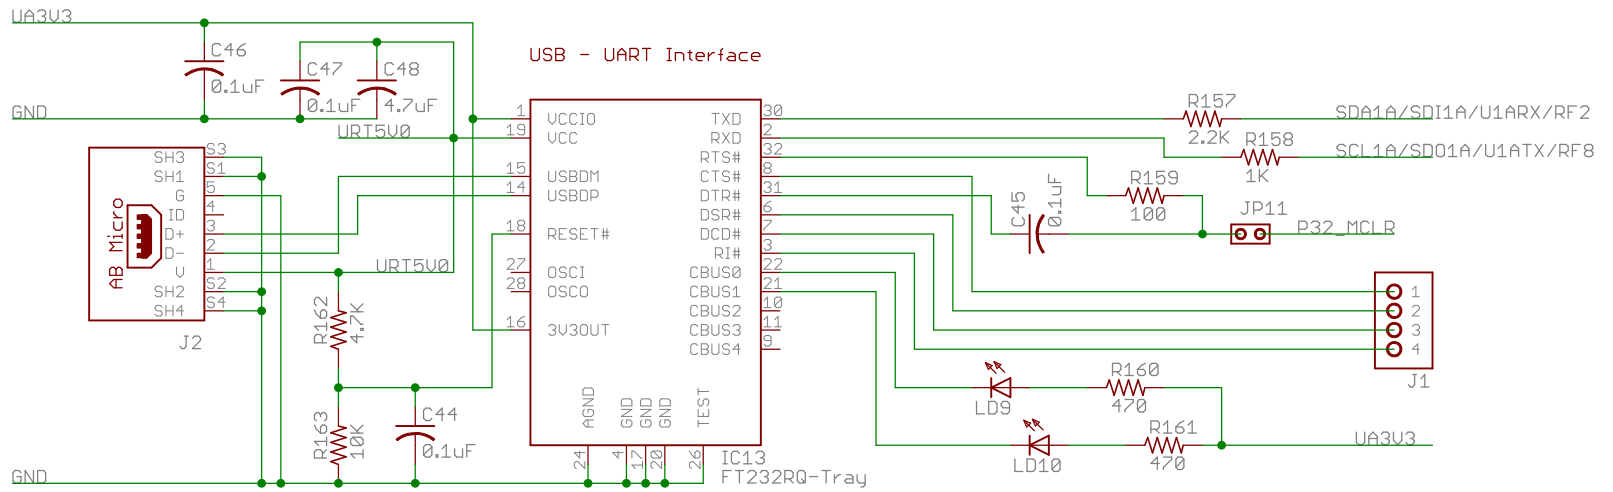 UA3V3
C46
0.1uF
C47
0.1uF
C48
4.7uF
GND
URT5V0
USB - UART Interface
1 VCCIO
19 VCC
15 USBDM
14 USBDP
18 RESET#
27 OSCI
28 OSCO
16 3V3OUT
TXD 30
RXD 2
RTS# 32
CTS# 8
DTR# 31
DSR# 6
DCD# 7
RI# 3
CBUS0 22
CBUS1 21
CBUS2 10
CBUS3 11
CBUS4 9
AGND
GND
GND
GND
TEST
24
4
17
20
26
IC13
FT232RQ-Tray
AB Micro
SH3 S3
SH1 S1
G 5
ID 4
D+ 3
D- 2
V 1
SH2 S2
SH4 S4
J2
URT5V0
R162
4.7K
R163
10K
C44
0.1uF
GND
R157
2.2K
SDA1A/SDI1A/U1ARX/RF2
R158
1K
SCL1A/SDO1A/U1ATX/RF8
R159
100
C45
0.1uF
JP11
P32_MCLR
1
2
3
4
J1
LD9
R160
470
LD10
R161
470
UA3V3